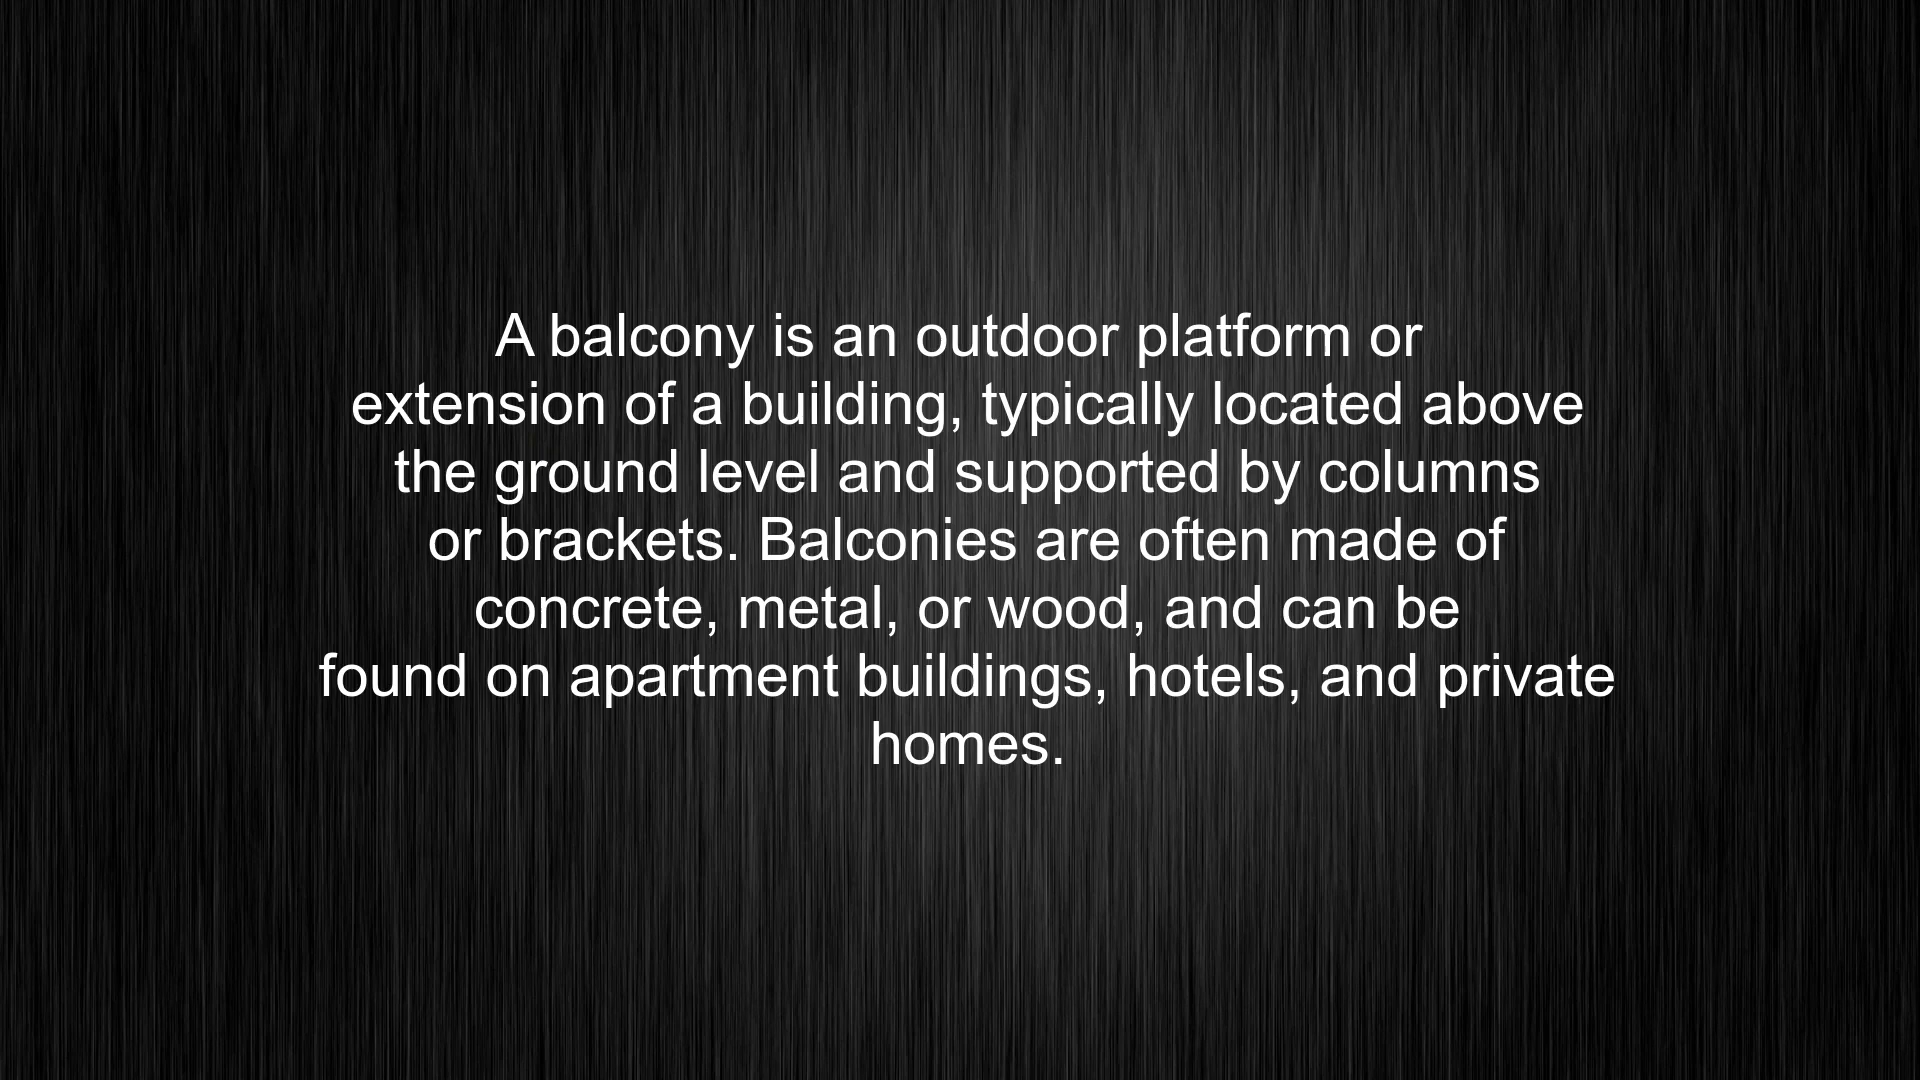 A balcony is an outdoor platform or
extension of a building, typically located above
the ground level and supported by columns
or brackets. Balconies are often made of
concrete, metal, or wood, and can be
found on apartment buildings, hotels, and private
homes.